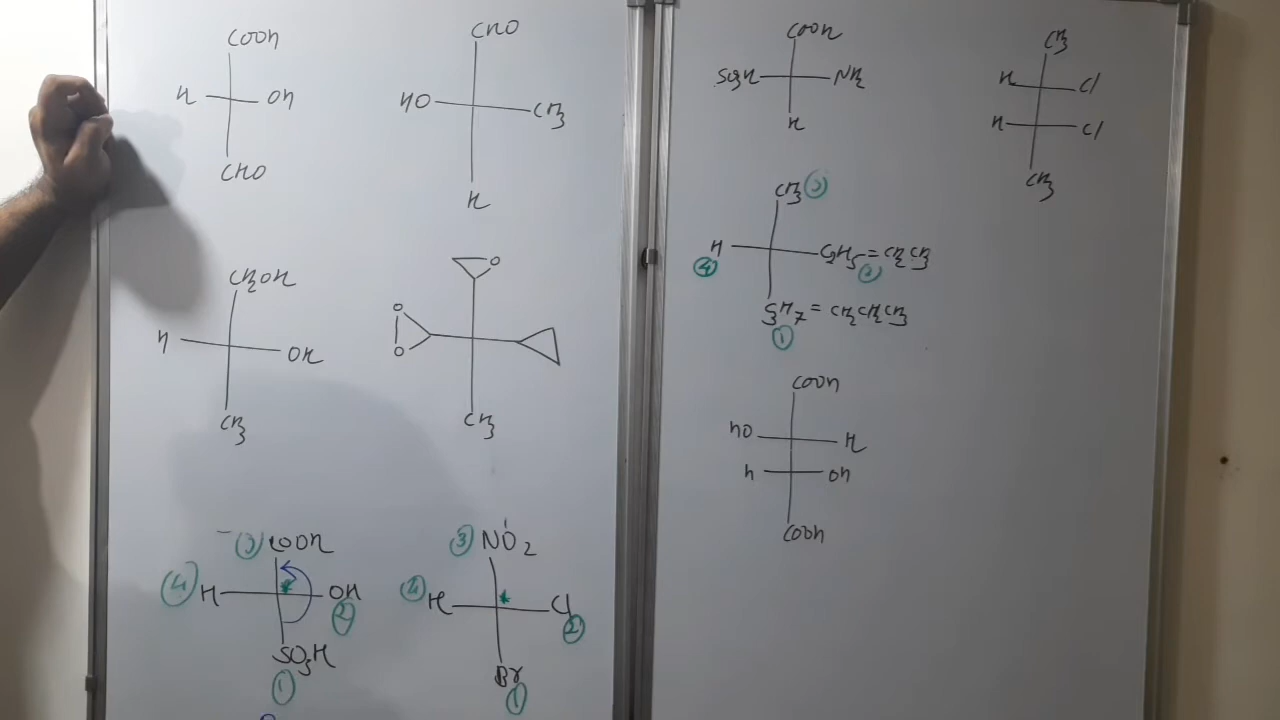 COOH
H OH
CHO
CHO
HO CH3
H
CH2OH
H OH
CH3
O
O
O
CH3
(3) COOH
(4) H OH
(2)
SO3H
(1)
(3) NO2
(4) H Cl
(2)
Br
(1)
COOH
SO3H NH2
H
CH3
H Cl
H Cl
CH3
CH3 (3)
H C2H5 = CH2CH3
(4) (2)
C3H7 = CH2CH2CH3
(1)
COOH
HO H
H OH
COOH